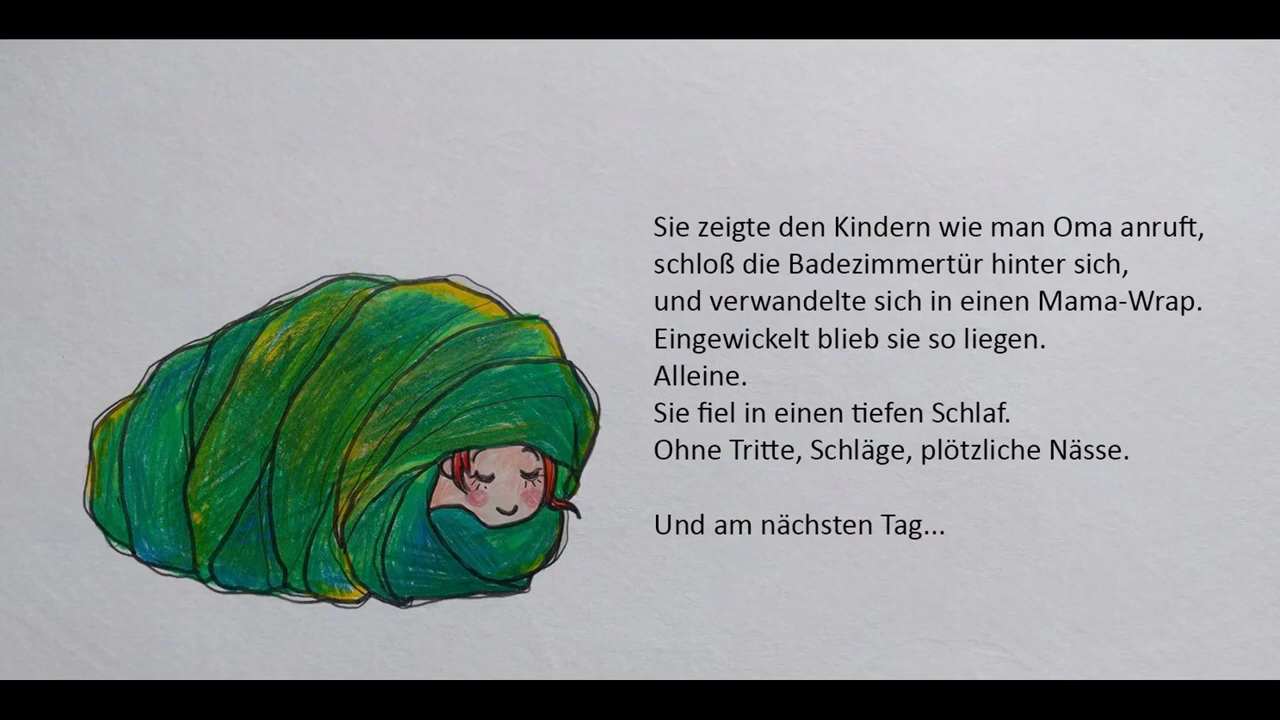 Sie zeigte den Kindern wie man Oma anruft,
schloß die Badezimmertür hinter sich,
und verwandelte sich in einen Mama-Wrap.
Eingewickelt blieb sie so liegen.
Alleine.
Sie fiel in einen tiefen Schlaf.
Ohne Tritte, Schläge, plötzliche Nässe.
Und am nächsten Tag...